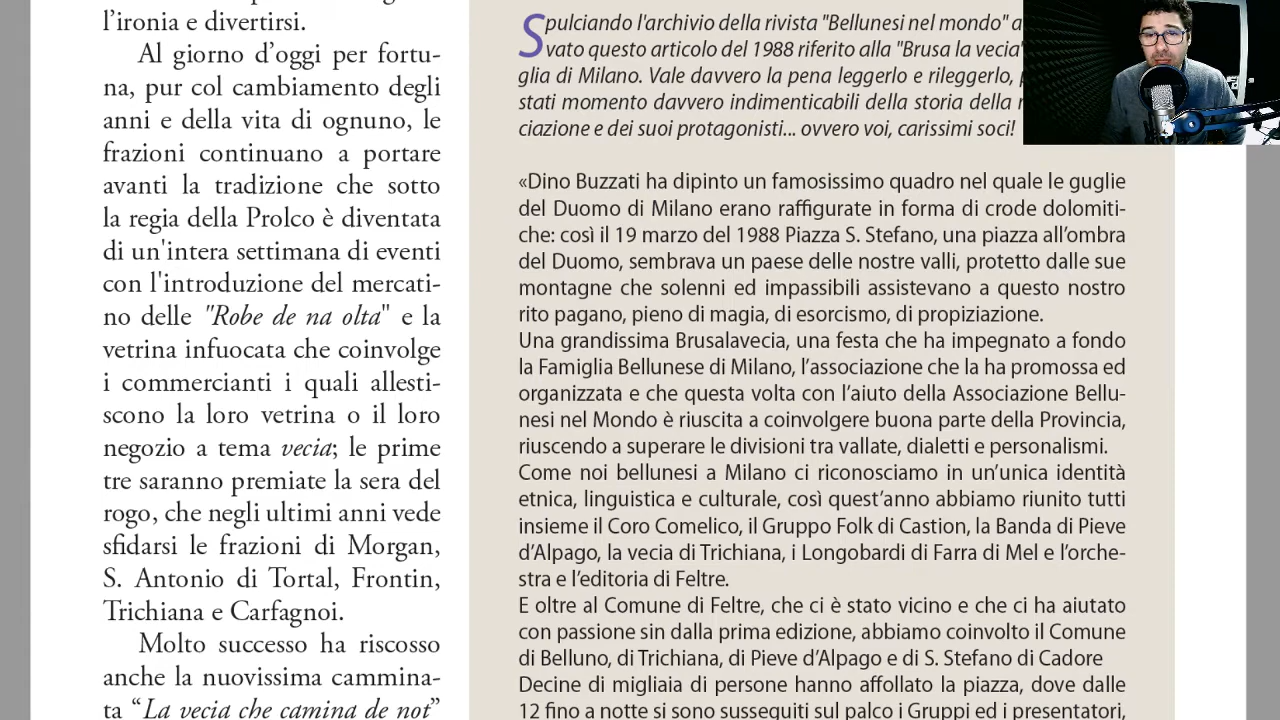 l’ironia e divertirsi.
Al giorno d’oggi per fortu-
na, pur col cambiamento degli
anni e della vita di ognuno, le
frazioni continuano a portare
avanti la tradizione che sotto
la regia della Prolco è diventata
di un'intera settimana di eventi
con l'introduzione del mercati-
no delle "Robe de na olta" e la
vetrina infuocata che coinvolge
i commercianti i quali allesti-
scono la loro vetrina o il loro
negozio a tema vecia; le prime
tre saranno premiate la sera del
rogo, che negli ultimi anni vede
sfidarsi le frazioni di Morgan,
S. Antonio di Tortal, Frontin,
Trichiana e Carfagnoi.
Molto successo ha riscosso
anche la nuovissima cammina-
ta “La vecia che camina de not”
Spulciando l'archivio della rivista "Bellunesi nel mondo" a
vato questo articolo del 1988 riferito alla "Brusa la vecia"
glia di Milano. Vale davvero la pena leggerlo e rileggerlo,
stati momento davvero indimenticabili della storia della
ciazione e dei suoi protagonisti... ovvero voi, carissimi soci!
«Dino Buzzati ha dipinto un famosissimo quadro nel quale le guglie
del Duomo di Milano erano raffigurate in forma di crode dolomiti-
che: così il 19 marzo del 1988 Piazza S. Stefano, una piazza all’ombra
del Duomo, sembrava un paese delle nostre valli, protetto dalle sue
montagne che solenni ed impassibili assistevano a questo nostro
rito pagano, pieno di magia, di esorcismo, di propiziazione.
Una grandissima Brusalavecia, una festa che ha impegnato a fondo
la Famiglia Bellunese di Milano, l’associazione che la ha promossa ed
organizzata e che questa volta con l’aiuto della Associazione Bellu-
nesi nel Mondo è riuscita a coinvolgere buona parte della Provincia,
riuscendo a superare le divisioni tra vallate, dialetti e personalismi.
Come noi bellunesi a Milano ci riconosciamo in un’unica identità
etnica, linguistica e culturale, così quest’anno abbiamo riunito tutti
insieme il Coro Comelico, il Gruppo Folk di Castion, la Banda di Pieve
d’Alpago, la vecia di Trichiana, i Longobardi di Farra di Mel e l’orche-
stra e l’editoria di Feltre.
E oltre al Comune di Feltre, che ci è stato vicino e che ci ha aiutato
con passione sin dalla prima edizione, abbiamo coinvolto il Comune
di Belluno, di Trichiana, di Pieve d’Alpago e di S. Stefano di Cadore
Decine di migliaia di persone hanno affollato la piazza, dove dalle
12 fino a notte si sono susseguiti sul palco i Gruppi ed i presentatori,